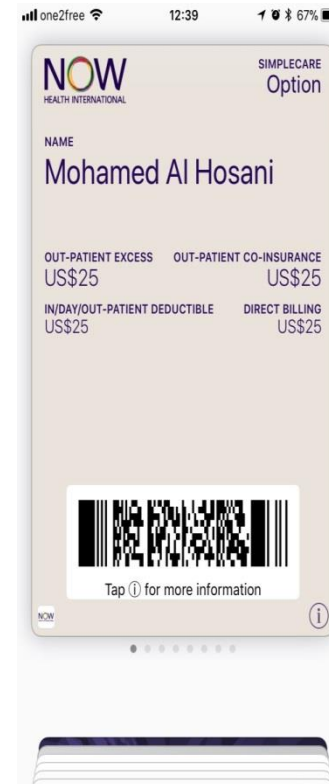 one2free 12:39 67%
NOW
HEALTH INTERNATIONAL
SIMPLECARE
Option
NAME
Mohamed Al Hosani
OUT-PATIENT EXCESS OUT-PATIENT CO-INSURANCE
US$25 US$25
IN/DAY/OUT-PATIENT DEDUCTIBLE DIRECT BILLING
US$25 US$25
Tap ⓘ for more information
NOW ⓘ